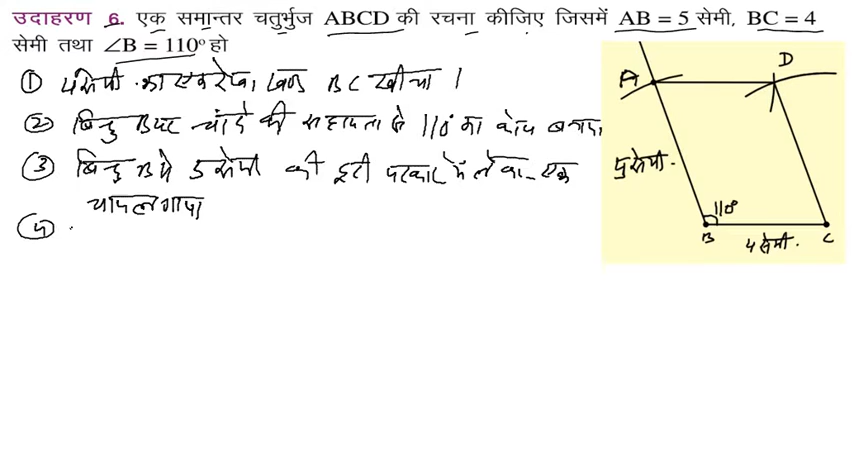 उदाहरण 6. एक समान्तर चतुर्भुज ABCD की रचना कीजिए जिसमें AB = 5 सेमी, BC = 4
सेमी तथा ∠B = 110° हो
① 4 सेमी का एक रेखा खण्ड BC खींचा।
② बिन्दु B पर चाँदे की सहायता से 110° का कोण बनाया
③ बिन्दु B से 5 सेमी की दूरी परकार में लेकर एक
चाप लगाया
④
A
D
5 सेमी.
110°
B
C
4 सेमी.